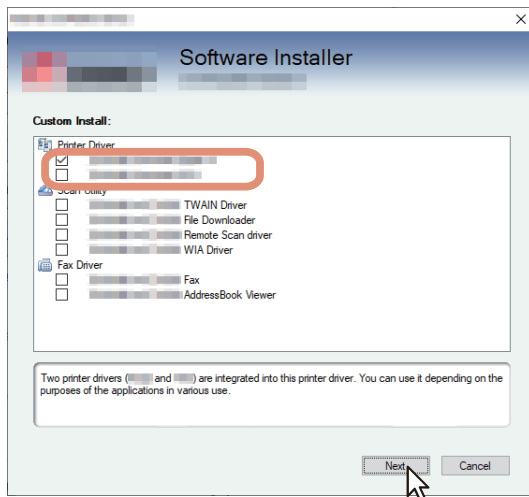 Software Installer
Custom Install:
Printer Driver
Scan Utility
TWAIN Driver
File Downloader
Remote Scan driver
WIA Driver
Fax Driver
Fax
AddressBook Viewer
Two printer drivers ( and ) are integrated into this printer driver. You can use it depending on the
purposes of the applications in various use.
Next
Cancel